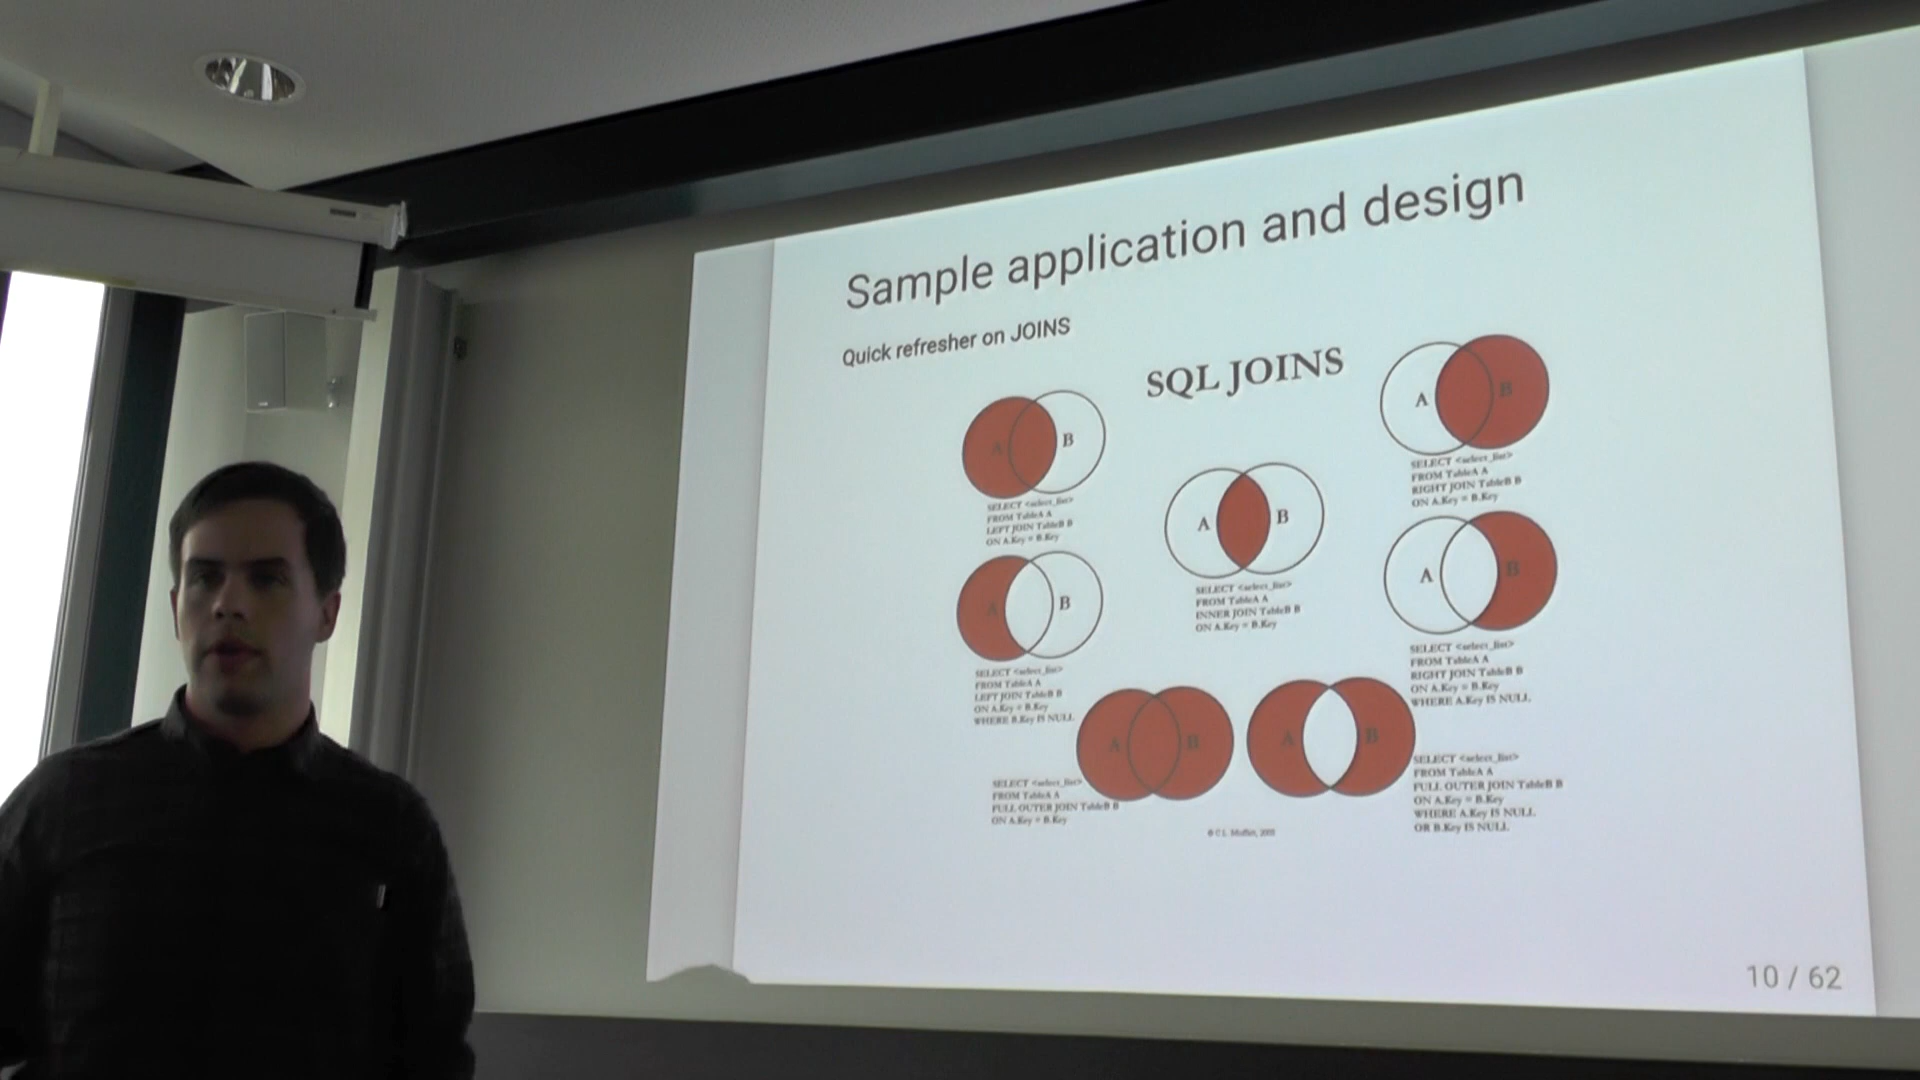 Sample application and design
Quick refresher on JOINS
SQL JOINS
A
B
SELECT <select_list>
FROM TableA A
LEFT JOIN TableB B
ON A.Key = B.Key
A
B
SELECT <select_list>
FROM TableA A
LEFT JOIN TableB B
ON A.Key = B.Key
WHERE B.Key IS NULL
A
B
SELECT <select_list>
FROM TableA A
INNER JOIN TableB B
ON A.Key = B.Key
A
B
SELECT <select_list>
FROM TableA A
RIGHT JOIN TableB B
ON A.Key = B.Key
A
B
SELECT <select_list>
FROM TableA A
RIGHT JOIN TableB B
ON A.Key = B.Key
WHERE A.Key IS NULL
A
B
SELECT <select_list>
FROM TableA A
FULL OUTER JOIN TableB B
ON A.Key = B.Key
A
B
SELECT <select_list>
FROM TableA A
FULL OUTER JOIN TableB B
ON A.Key = B.Key
WHERE A.Key IS NULL
OR B.Key IS NULL
© C.L.
10 / 62